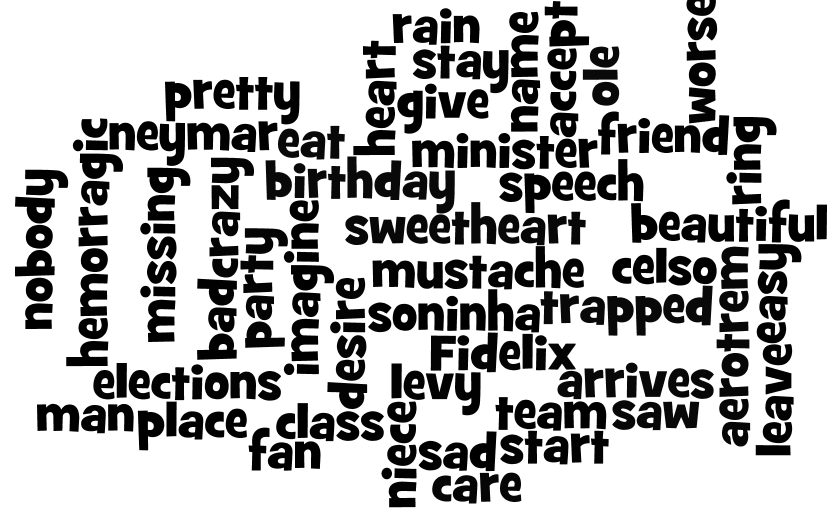 rain
stay
give
heart
name
accept
ole
worse
pretty
neymar
eat
minister
friend
ring
hemorragic
nobody
missing
badcrazy
party
imagine
birthday
speech
sweetheart
beautiful
mustache
celso
soninha
trapped
desire
Fidelix
aerotrem
leaveeasy
elections
levy
arrives
man
place
class
team
saw
fan
niece
sad
start
care